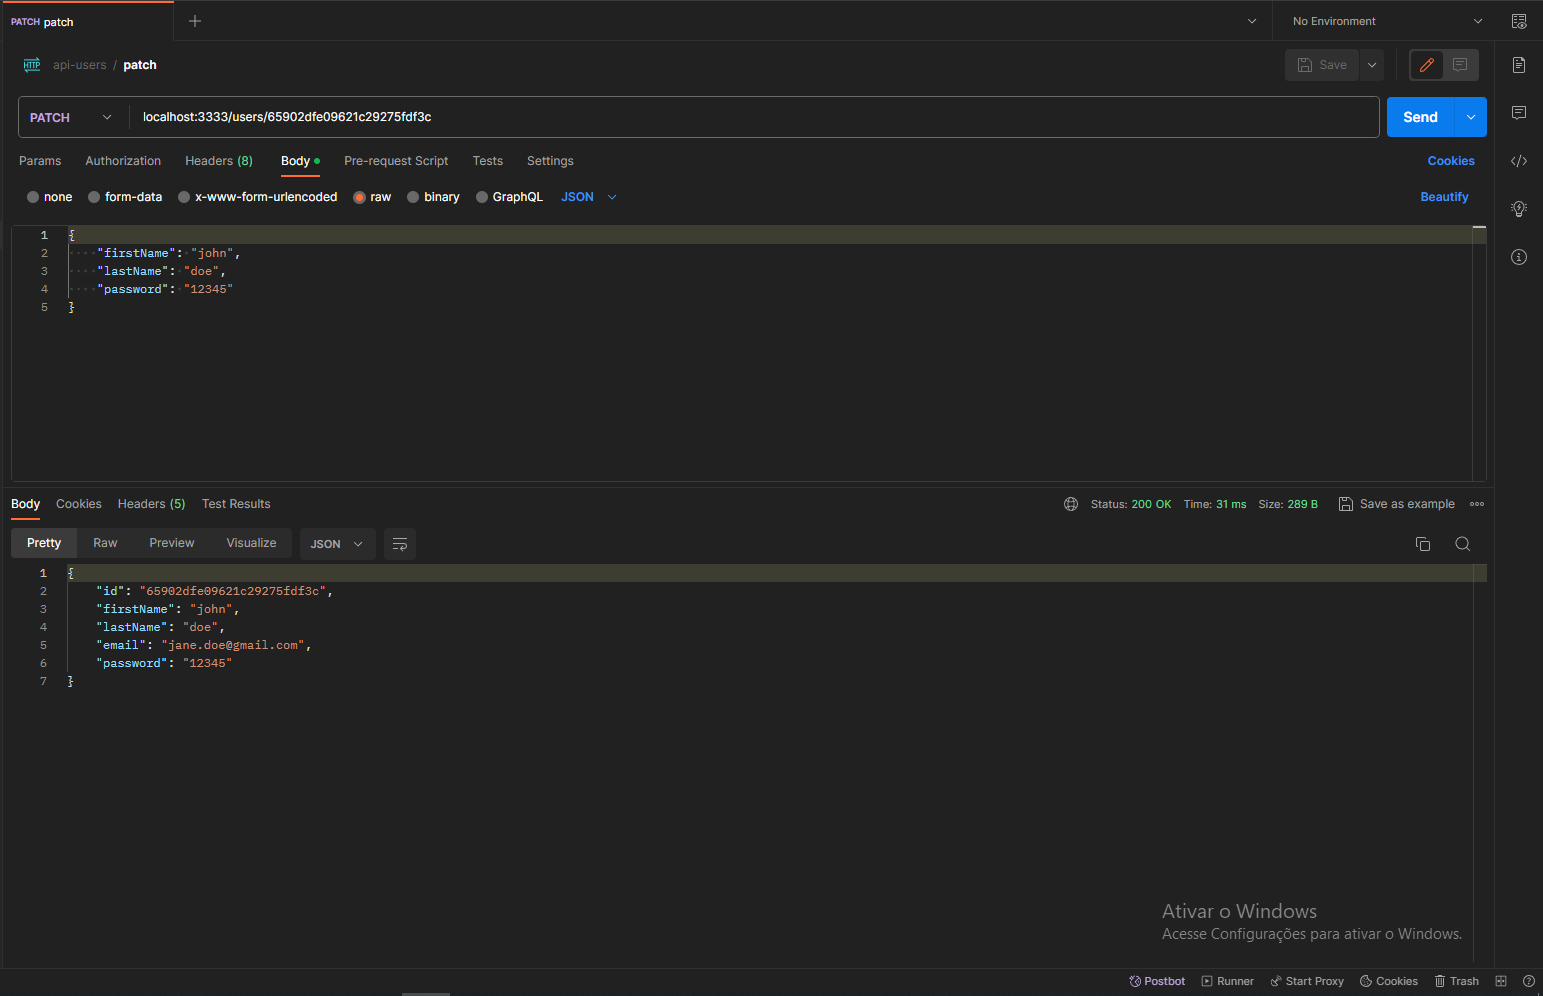 PATCH patch
No Environment
HTTP api-users / patch
Save
PATCH localhost:3333/users/65902dfe09621c29275fdf3c
Send
Params Authorization Headers (8) Body Pre-request Script Tests Settings
Cookies
none form-data x-www-form-urlencoded raw binary GraphQL JSON
Beautify
1 {
2 "firstName": "john",
3 "lastName": "doe",
4 "password": "12345"
5 }
Body Cookies Headers (5) Test Results
Status: 200 OK Time: 31 ms Size: 289 B Save as example
Pretty Raw Preview Visualize JSON
1 {
2 "id": "65902dfe09621c29275fdf3c",
3 "firstName": "john",
4 "lastName": "doe",
5 "email": "jane.doe@gmail.com",
6 "password": "12345"
7 }
Ativar o Windows
Acesse Configurações para ativar o Windows.
Postbot Runner Start Proxy Cookies Trash